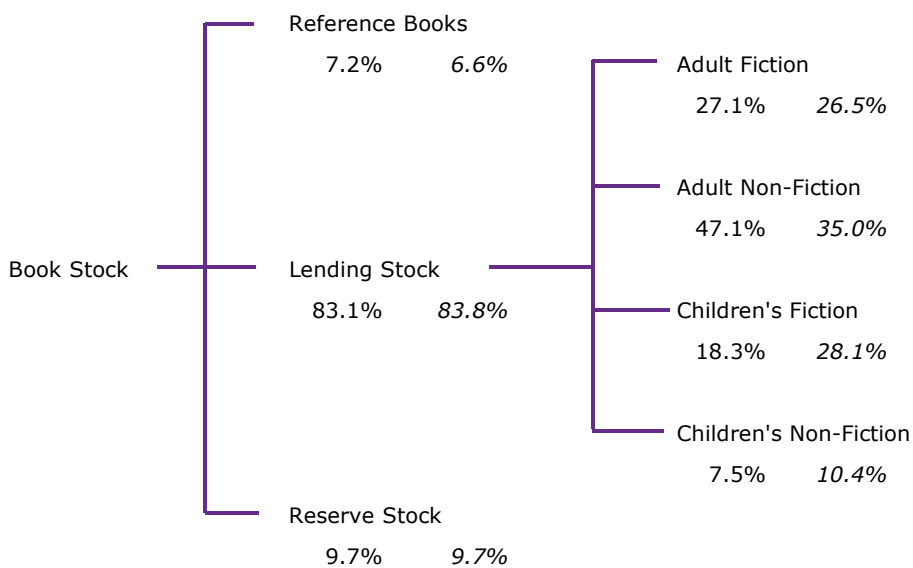 Reference Books
7.2% 6.6%
Adult Fiction
27.1% 26.5%
Adult Non-Fiction
47.1% 35.0%
Book Stock
Lending Stock
83.1% 83.8%
Children's Fiction
18.3% 28.1%
Children's Non-Fiction
7.5% 10.4%
Reserve Stock
9.7% 9.7%